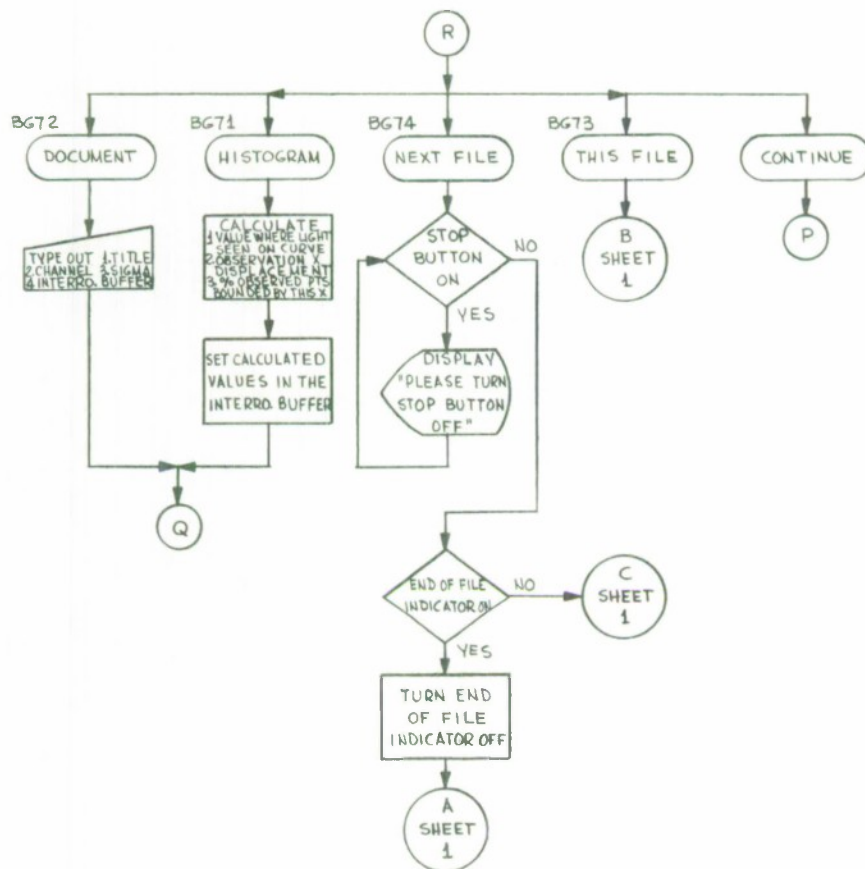 R
BG72
DOCUMENT
BG71
HISTOGRAM
BG74
NEXT FILE
BG73
THIS FILE
CONTINUE
TYPE OUT 1. TITLE
2. CHANNEL 3. SIGMA
4. INTERRO. BUFFER
CALCULATE
1. VALUE WHERE LIGHT
SEEN ON CURVE
2. OBSERVATION X
DISPLACEMENT
3. % OBSERVED PTS
BOUNDED BY THIS X
STOP
BUTTON
ON
NO
YES
B
SHEET
1
P
SET CALCULATED
VALUES IN THE
INTERRO. BUFFER
DISPLAY
"PLEASE TURN
STOP BUTTON
OFF"
Q
END OF FILE
INDICATOR ON
NO
YES
C
SHEET
1
TURN END
OF FILE
INDICATOR OFF
A
SHEET
1